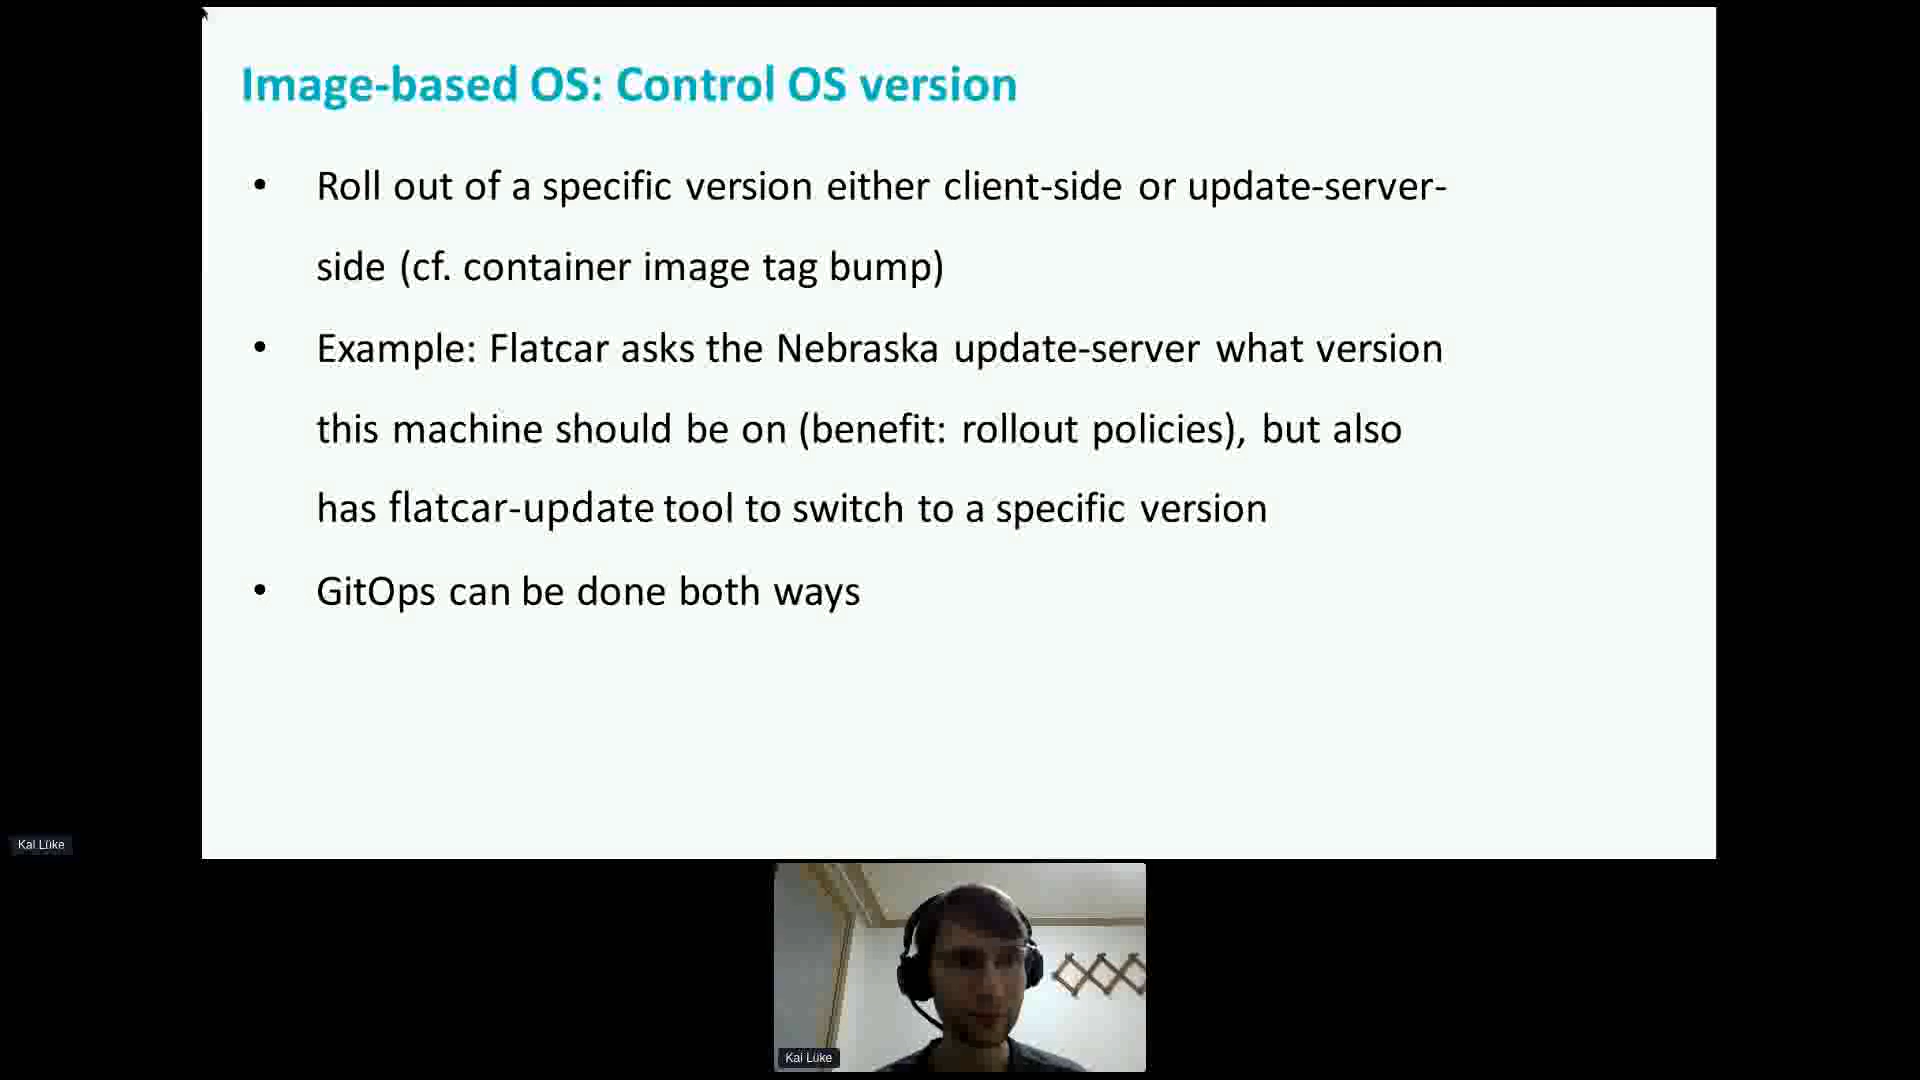 Image-based OS: Control OS version
• Roll out of a specific version either client-side or update-server-
side (cf. container image tag bump)
• Example: Flatcar asks the Nebraska update-server what version
this machine should be on (benefit: rollout policies), but also
has flatcar-update tool to switch to a specific version
• GitOps can be done both ways
Kai Lüke
Kai Lüke